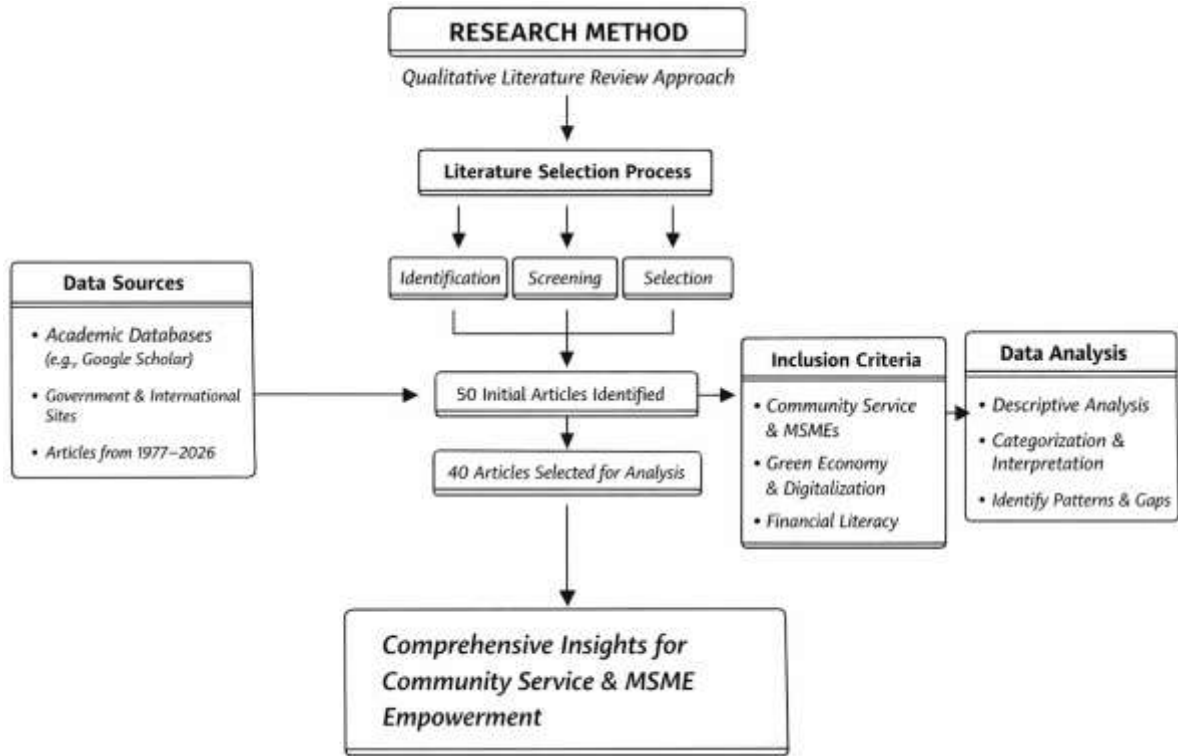 RESEARCH METHOD
Qualitative Literature Review Approach
Literature Selection Process
Identification
Screening
Selection
Data Sources
• Academic Databases
(e.g., Google Scholar)
• Government & International
Sites
• Articles from 1977–2026
50 Initial Articles Identified
40 Articles Selected for Analysis
Inclusion Criteria
• Community Service
& MSMEs
• Green Economy
& Digitalization
• Financial Literacy
Data Analysis
• Descriptive Analysis
• Categorization &
Interpretation
• Identify Patterns & Gaps
Comprehensive Insights for
Community Service & MSME
Empowerment